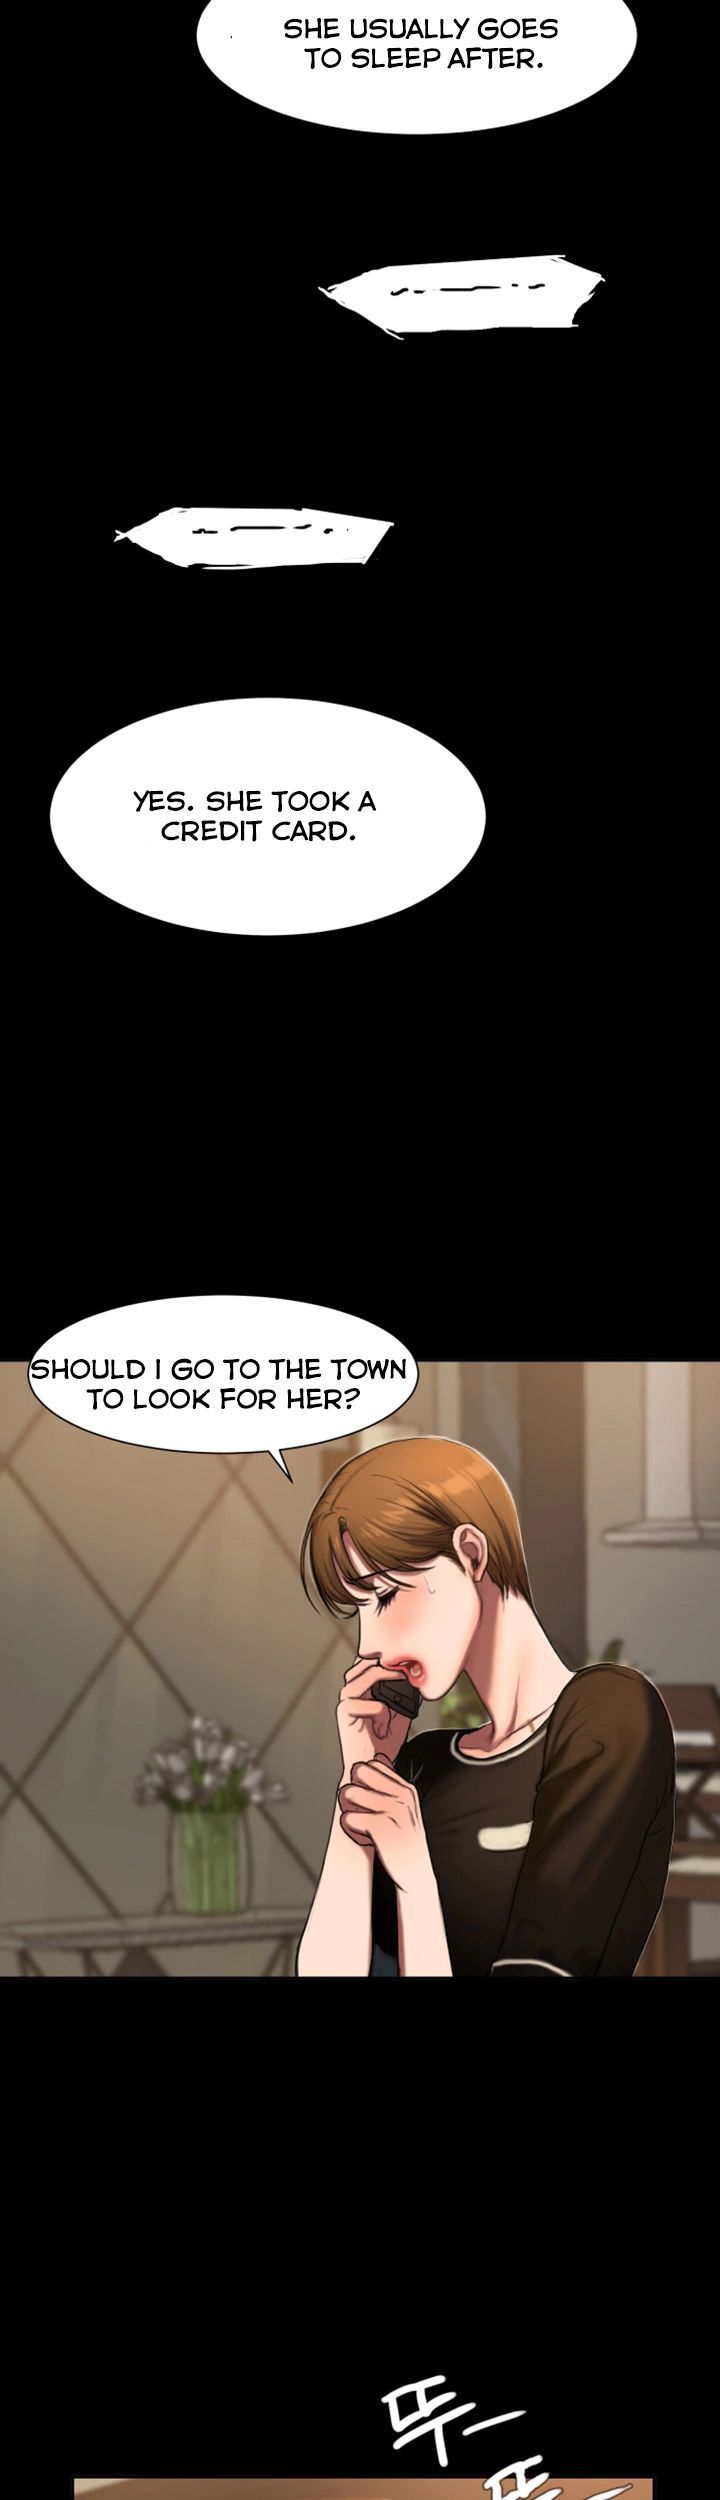 SHE USUALLY GOES
TO SLEEP AFTER.
YES. SHE TOOK A
CREDIT CARD.
SHOULD I GO TO THE TOWN
TO LOOK FOR HER?
뚜-